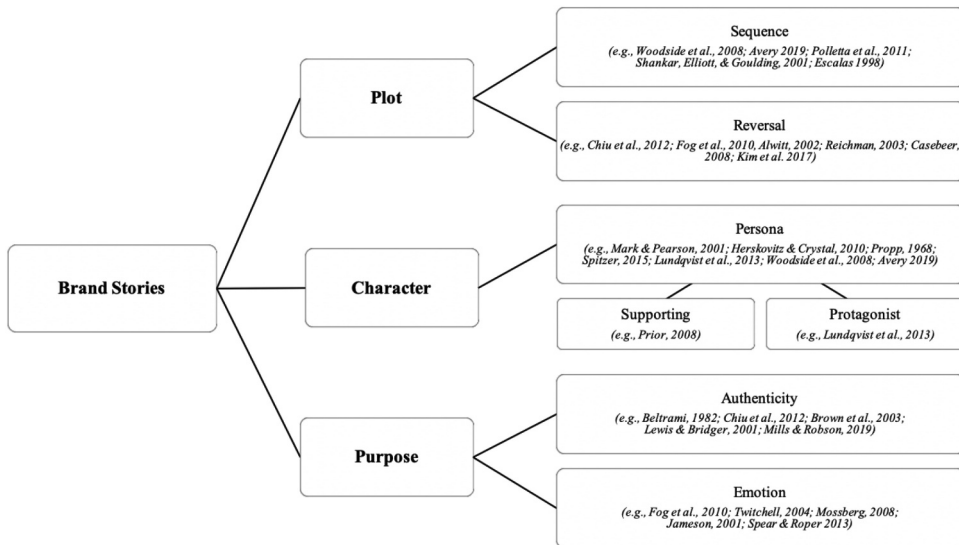 Sequence
(e.g., Woodside et al., 2008; Avery 2019; Polletta et al., 2011;
Shankar, Elliott, & Goulding, 2001; Escalas 1998)
Plot
Reversal
(e.g., Chiu et al., 2012; Fog et al., 2010, Alwitt, 2002; Reichman, 2003; Casebeer,
2008; Kim et al. 2017)
Brand Stories
Character
Persona
(e.g., Mark & Pearson, 2001; Herskovitz & Crystal, 2010; Propp, 1968;
Spitzer, 2015; Lundqvist et al., 2013; Woodside et al., 2008; Avery 2019)
Supporting
(e.g., Prior, 2008)
Protagonist
(e.g., Lundqvist et al., 2013)
Purpose
Authenticity
(e.g., Beltrami, 1982; Chiu et al., 2012; Brown et al., 2003;
Lewis & Bridger, 2001; Mills & Robson, 2019)
Emotion
(e.g., Fog et al., 2010; Twitchell, 2004; Mossberg, 2008;
Jameson, 2001; Spear & Roper 2013)